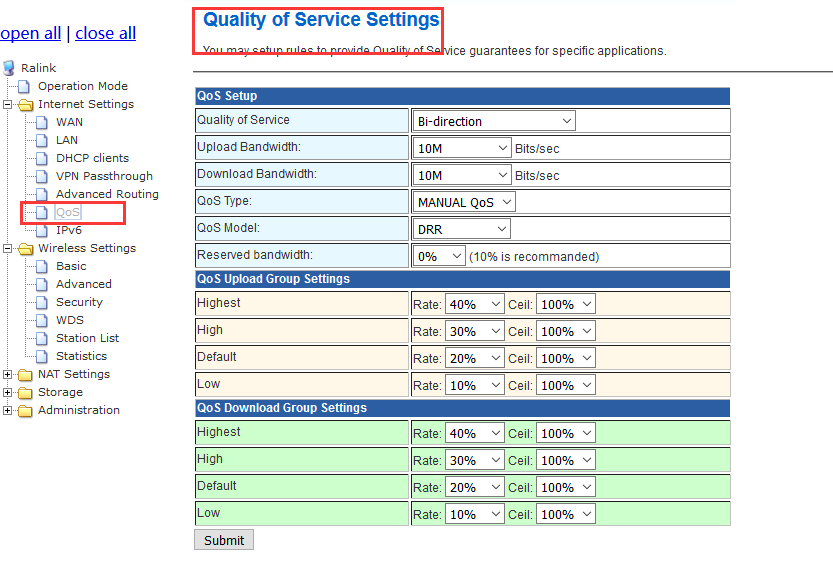 open all | close all
Ralink
Operation Mode
Internet Settings
WAN
LAN
DHCP clients
VPN Passthrough
Advanced Routing
QoS
IPv6
Wireless Settings
Basic
Advanced
Security
WDS
Station List
Statistics
NAT Settings
Storage
Administration
Quality of Service Settings
You may setup rules to provide Quality of Service guarantees for specific applications.
QoS Setup
Quality of Service Bi-direction
Upload Bandwidth: 10M Bits/sec
Download Bandwidth: 10M Bits/sec
QoS Type: MANUAL QoS
QoS Model: DRR
Reserved bandwidth: 0% (10% is recommanded)
QoS Upload Group Settings
Highest Rate: 40% Ceil: 100%
High Rate: 30% Ceil: 100%
Default Rate: 20% Ceil: 100%
Low Rate: 10% Ceil: 100%
QoS Download Group Settings
Highest Rate: 40% Ceil: 100%
High Rate: 30% Ceil: 100%
Default Rate: 20% Ceil: 100%
Low Rate: 10% Ceil: 100%
Submit